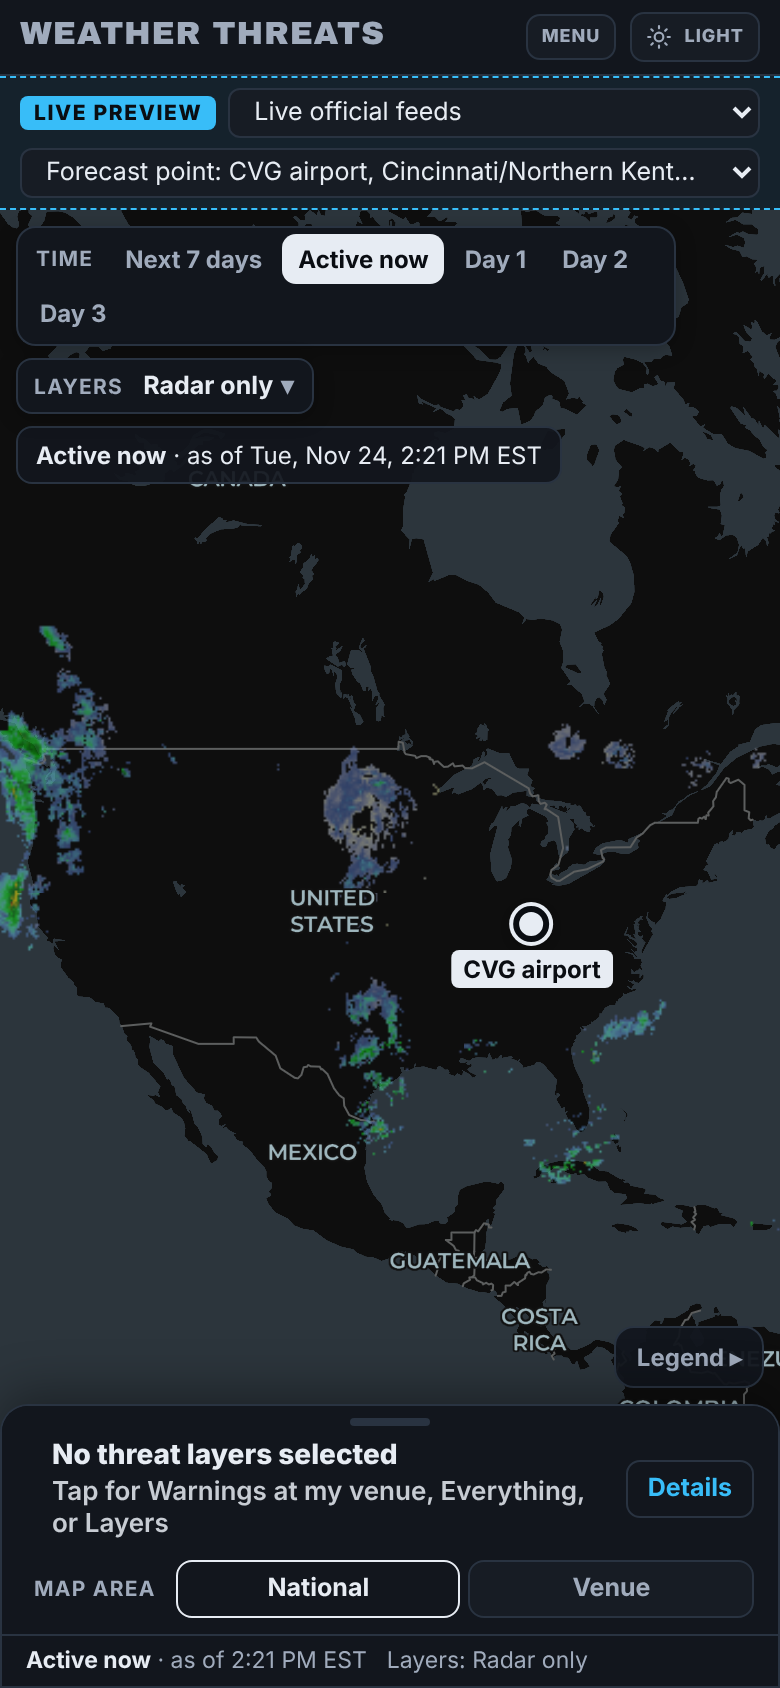 WEATHER THREATS
MENU
LIGHT
LIVE PREVIEW
Live official feeds
Forecast point: CVG airport, Cincinnati/Northern Kent...
TIME
Next 7 days
Active now
Day 1
Day 2
Day 3
LAYERS
Radar only ▾
Active now · as of Tue, Nov 24, 2:21 PM EST
CANADA
UNITED
STATES
CVG airport
MEXICO
GUATEMALA
COSTA
RICA
Legend ▸
COLOMBIA
No threat layers selected
Tap for Warnings at my venue, Everything,
or Layers
Details
MAP AREA
National
Venue
Active now · as of 2:21 PM EST
Layers: Radar only